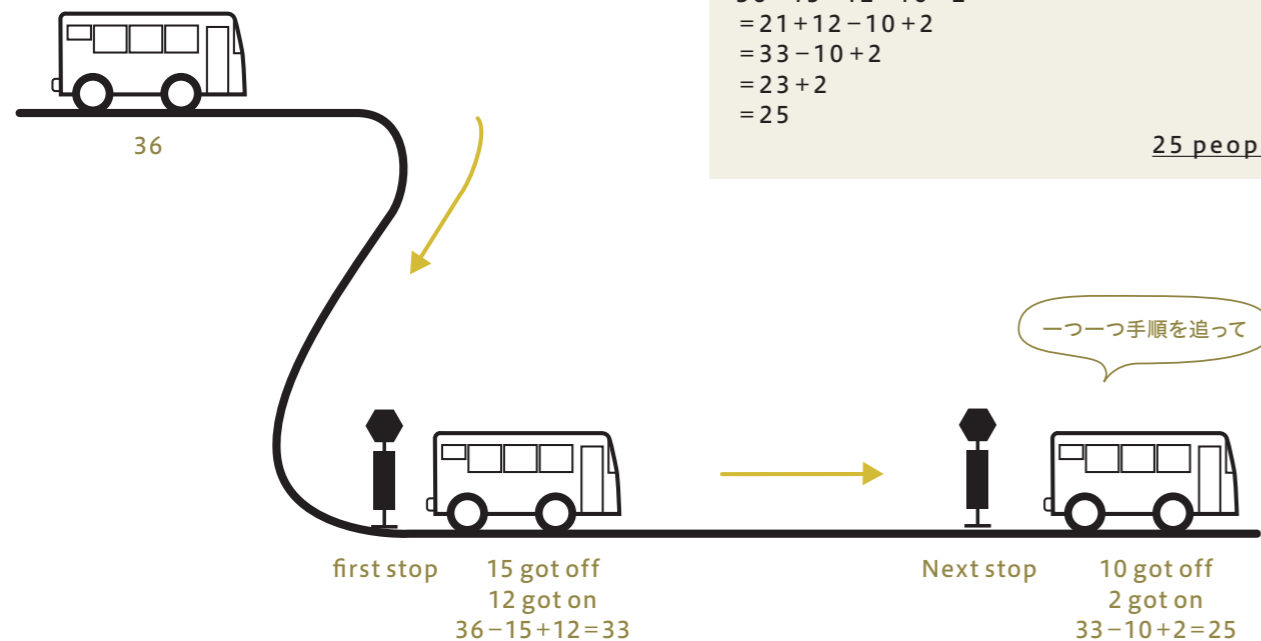 =21+12−10+2
=33−10+2
=23+2
=25
25 peop
36
一つ一つ手順を追って
first stop
15 got off
12 got on
36−15+12=33
Next stop
10 got off
2 got on
33−10+2=25